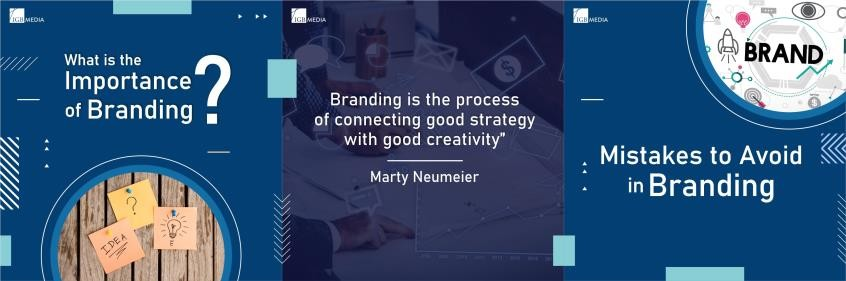 IGB MEDIA
What is the
Importance
of Branding
?
?
IDEA
IGB MEDIA
Branding is the process
of connecting good strategy
with good creativity”
Marty Neumeier
IGB MEDIA
BRAND
Mistakes to Avoid
in Branding